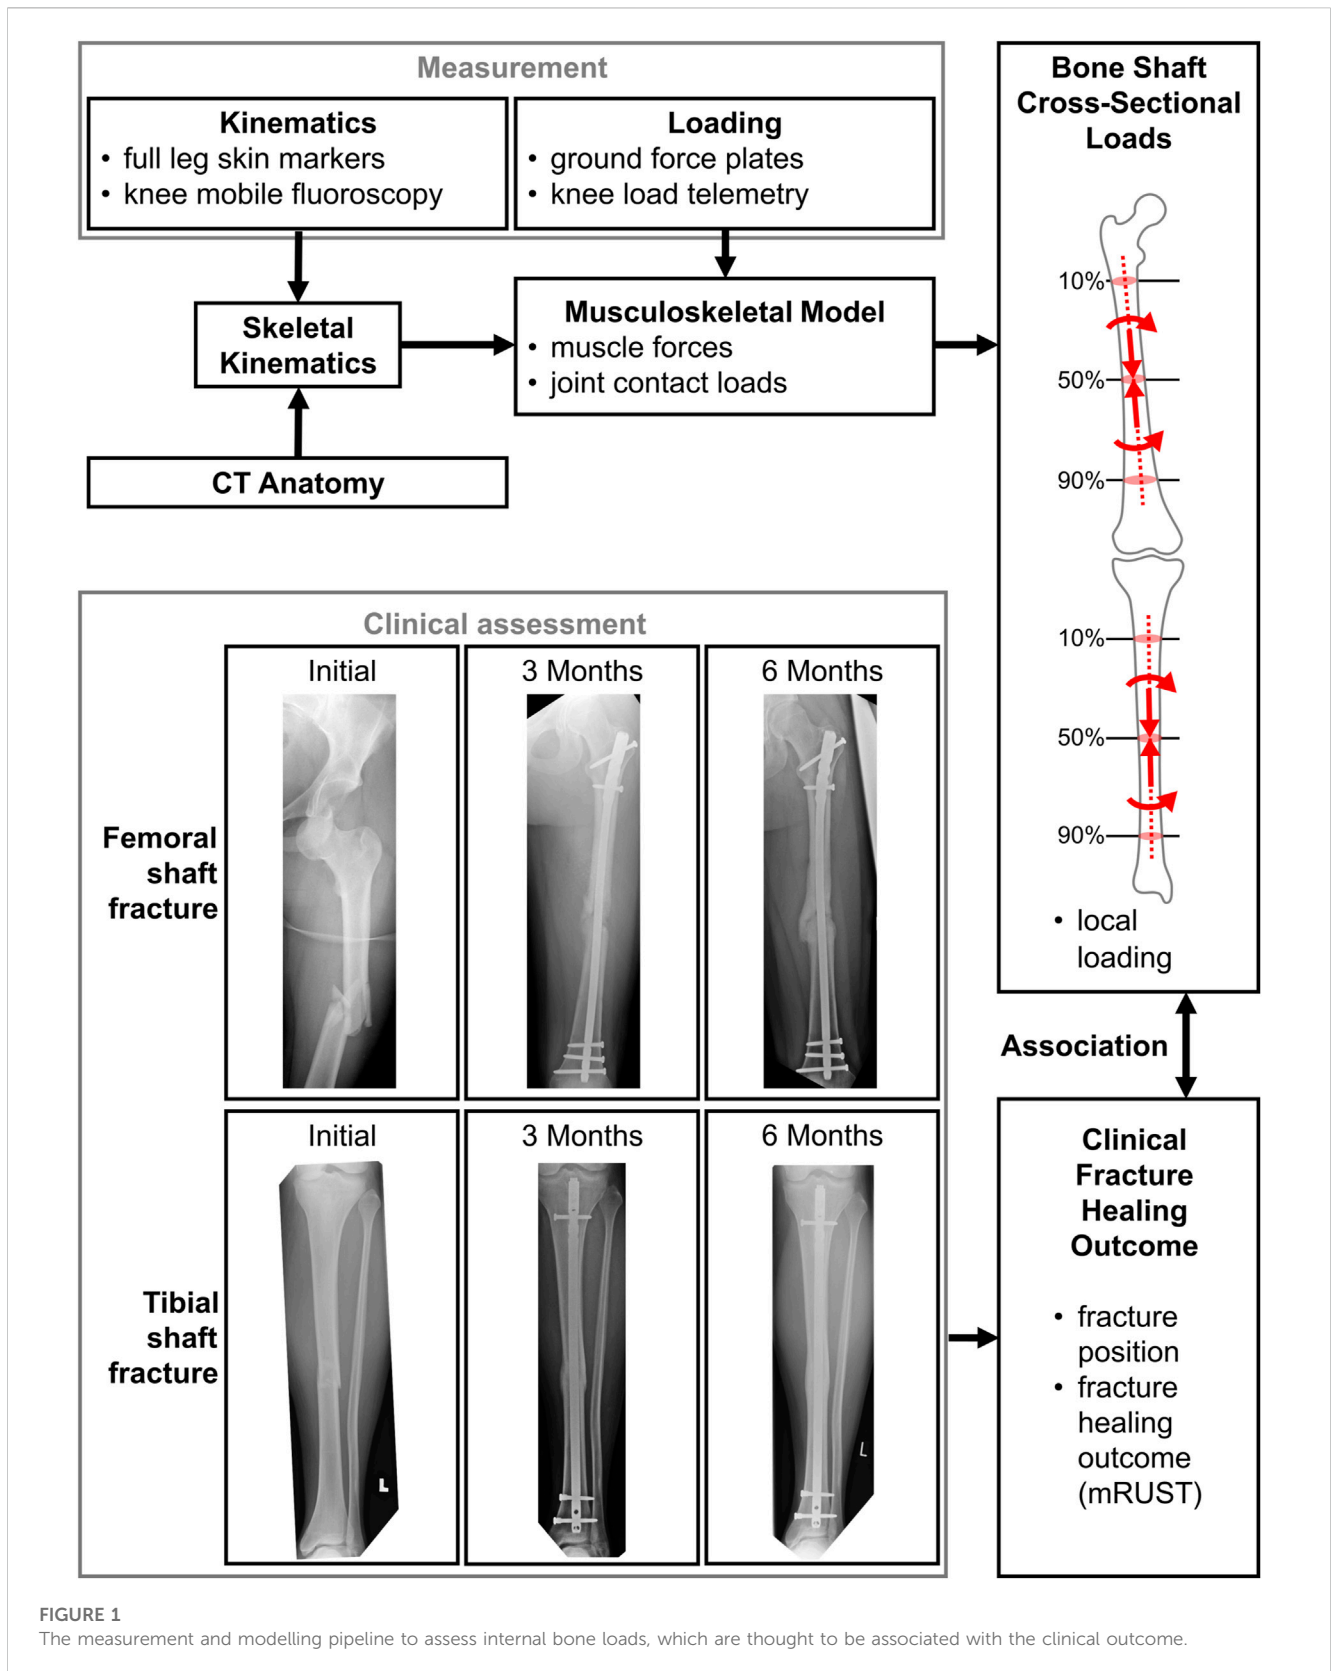 Measurement
Kinematics
• full leg skin markers
• knee mobile fluoroscopy
Loading
• ground force plates
• knee load telemetry
Skeletal
Kinematics
Musculoskeletal Model
• muscle forces
• joint contact loads
CT Anatomy
Bone Shaft
Cross-Sectional
Loads
10%
50%
90%
10%
50%
90%
• local
loading
Association
Clinical assessment
Femoral
shaft
fracture
Initial
3 Months
6 Months
Tibial
shaft
fracture
Initial
L
3 Months
6 Months
L
Clinical
Fracture
Healing
Outcome
• fracture
position
• fracture
healing
outcome
(mRUST)
FIGURE 1
The measurement and modelling pipeline to assess internal bone loads, which are thought to be associated with the clinical outcome.